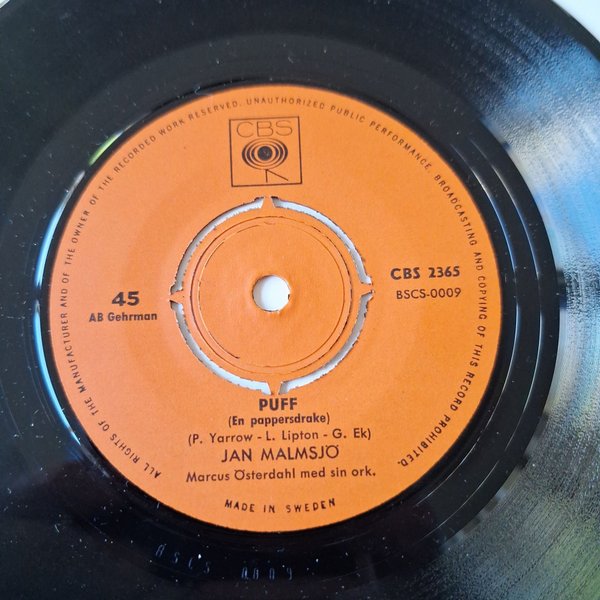 ALL RIGHTS OF THE MANUFACTURER AND OF THE OWNER OF THE RECORDED WORK RESERVED. UNAUTHORIZED PUBLIC PERFORMANCE, BROADCASTING AND COPYING OF THIS RECORD PROHIBITED.
CBS
45
AB Gehrman
CBS 2365
BSCS-0009
PUFF
(En pappersdrake)
(P. Yarrow - L. Lipton - G. Ek)
JAN MALMSJÖ
Marcus Österdahl med sin ork.
MADE IN SWEDEN
BSCS 0009